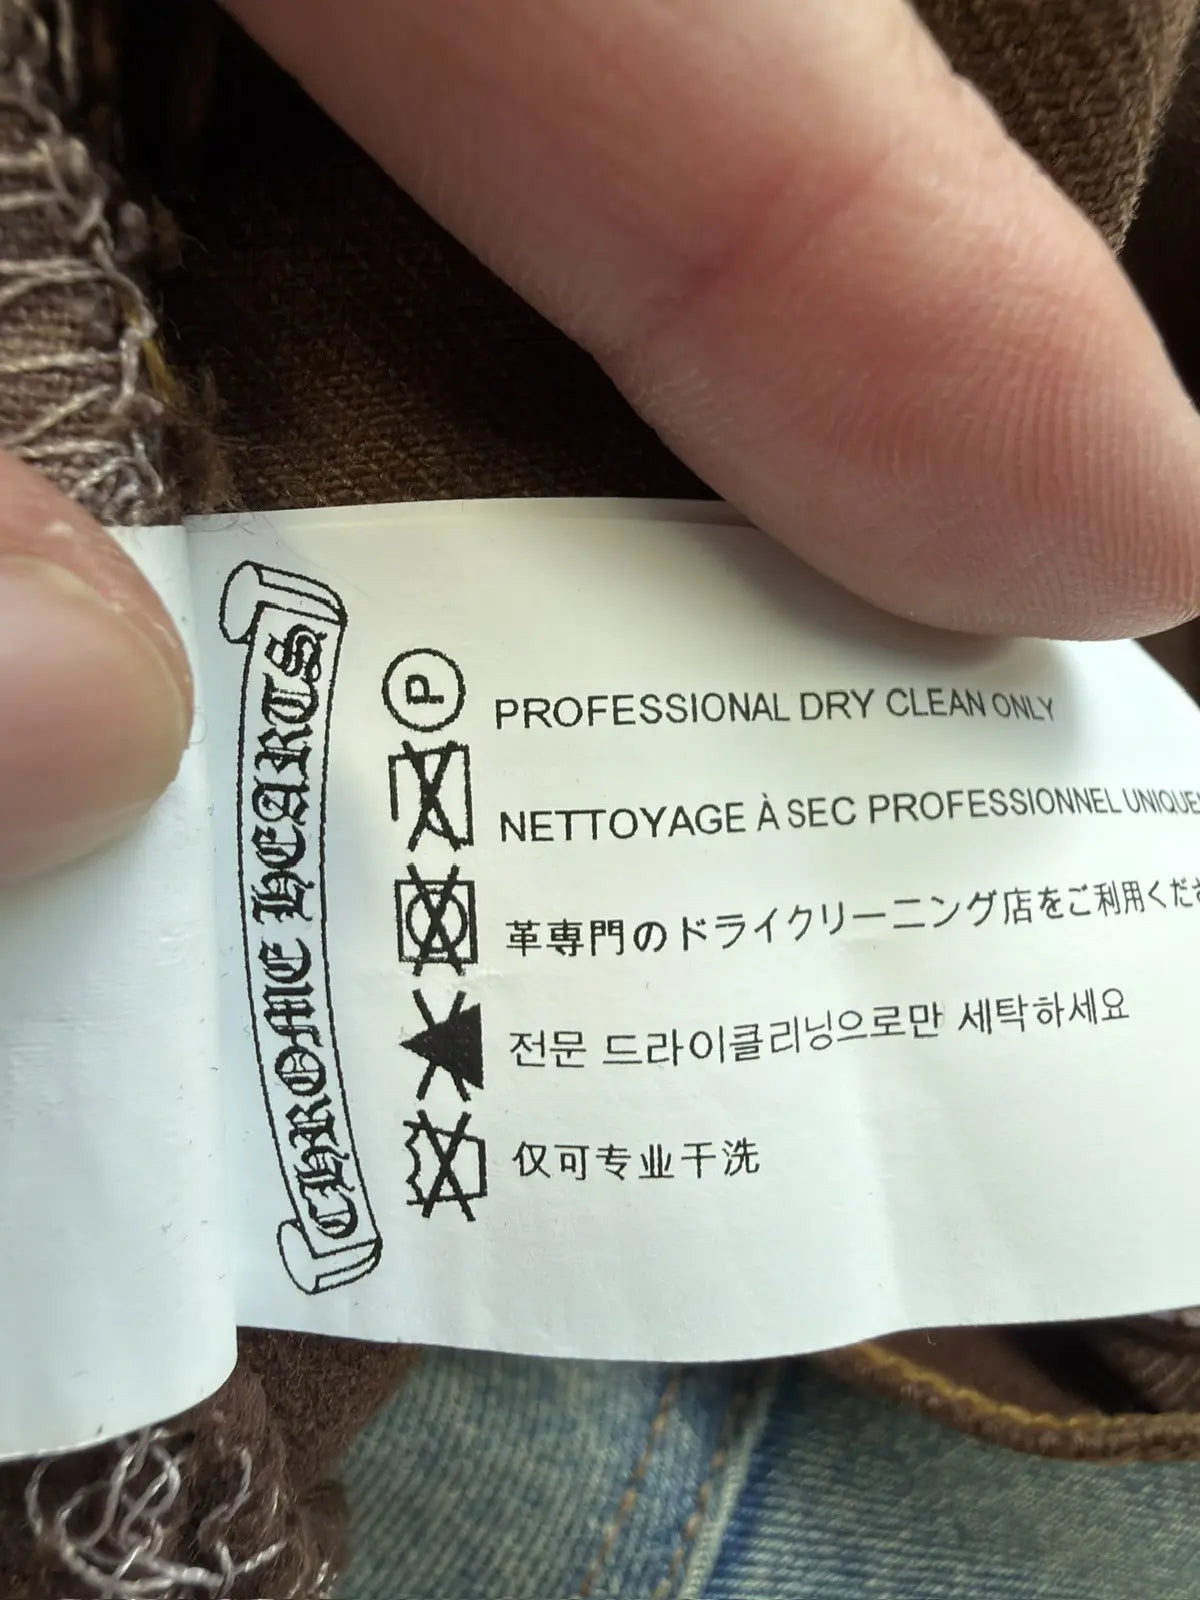 CHROME HEARTS
P
PROFESSIONAL DRY CLEAN ONLY
NETTOYAGE À SEC PROFESSIONNEL
革専門のドライクリーニング店をご利用くださ
전문 드라이클리닝으로만 세탁하세요
仅可专业干洗